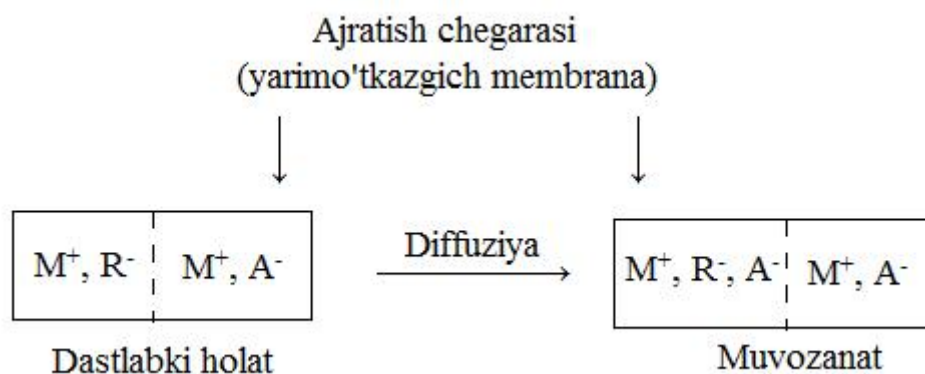 Ajratish chegarasi
(yarimo'tkazgich membrana)
M⁺, R⁻ M⁺, A⁻
Diffuziya
M⁺, R⁻, A⁻ M⁺, A⁻
Dastlabki holat
Muvozanat